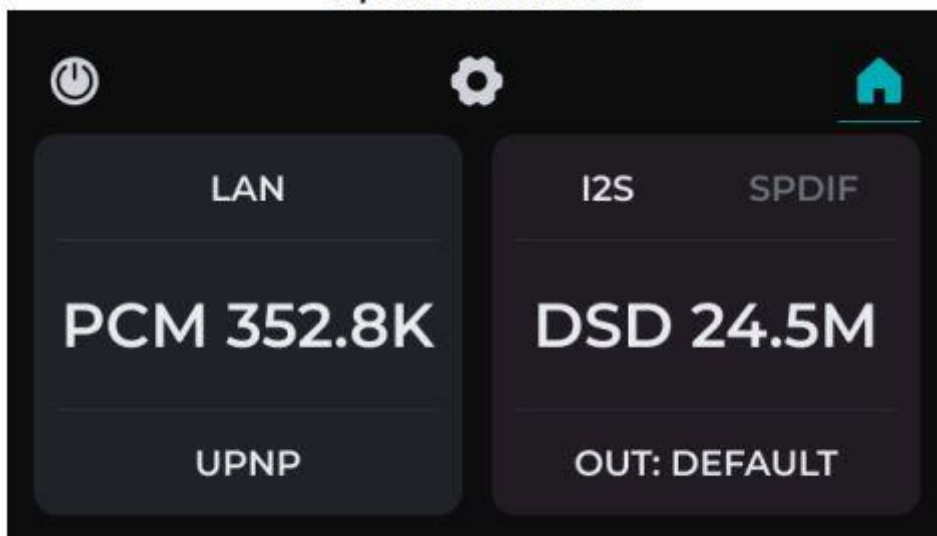 LAN
PCM 352.8K
UPNP
I2S SPDIF
DSD 24.5M
OUT: DEFAULT